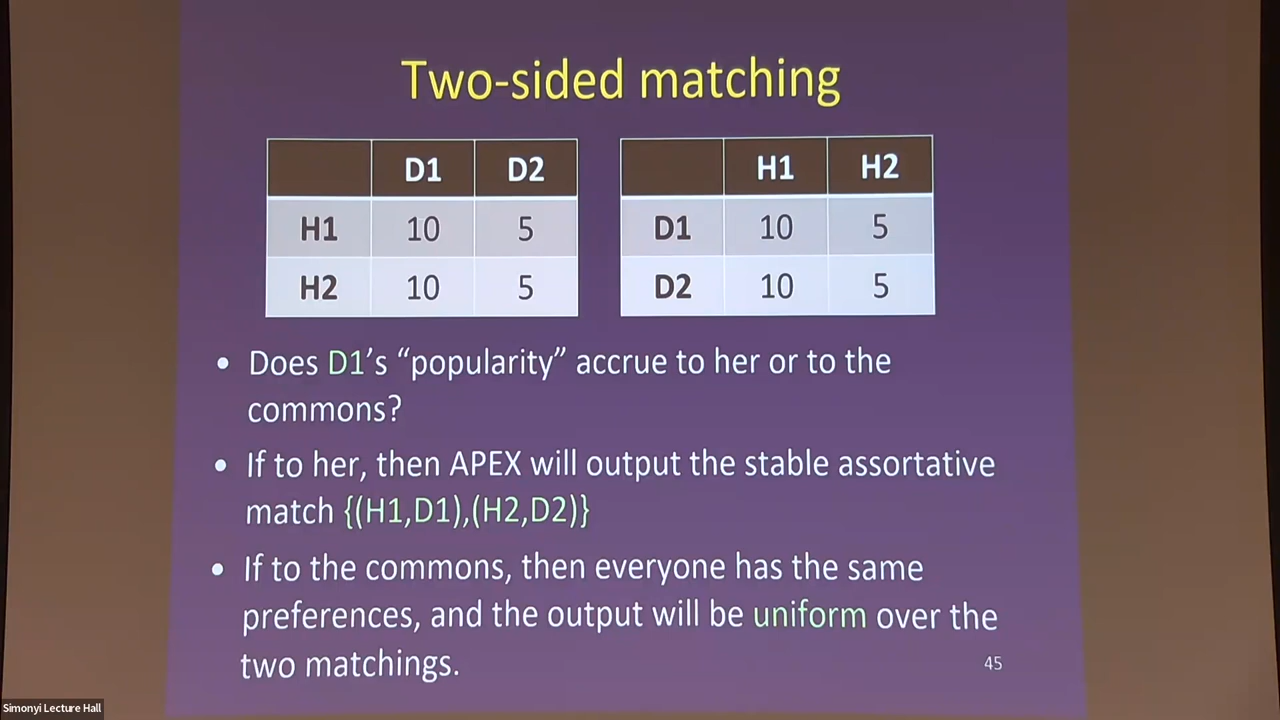 Two-sided matching
D1 D2
H1 10 5
H2 10 5
H1 H2
D1 10 5
D2 10 5
• Does D1's “popularity” accrue to her or to the
commons?
• If to her, then APEX will output the stable assortative
match {(H1,D1),(H2,D2)}
• If to the commons, then everyone has the same
preferences, and the output will be uniform over the
two matchings.
45
Simonyi Lecture Hall